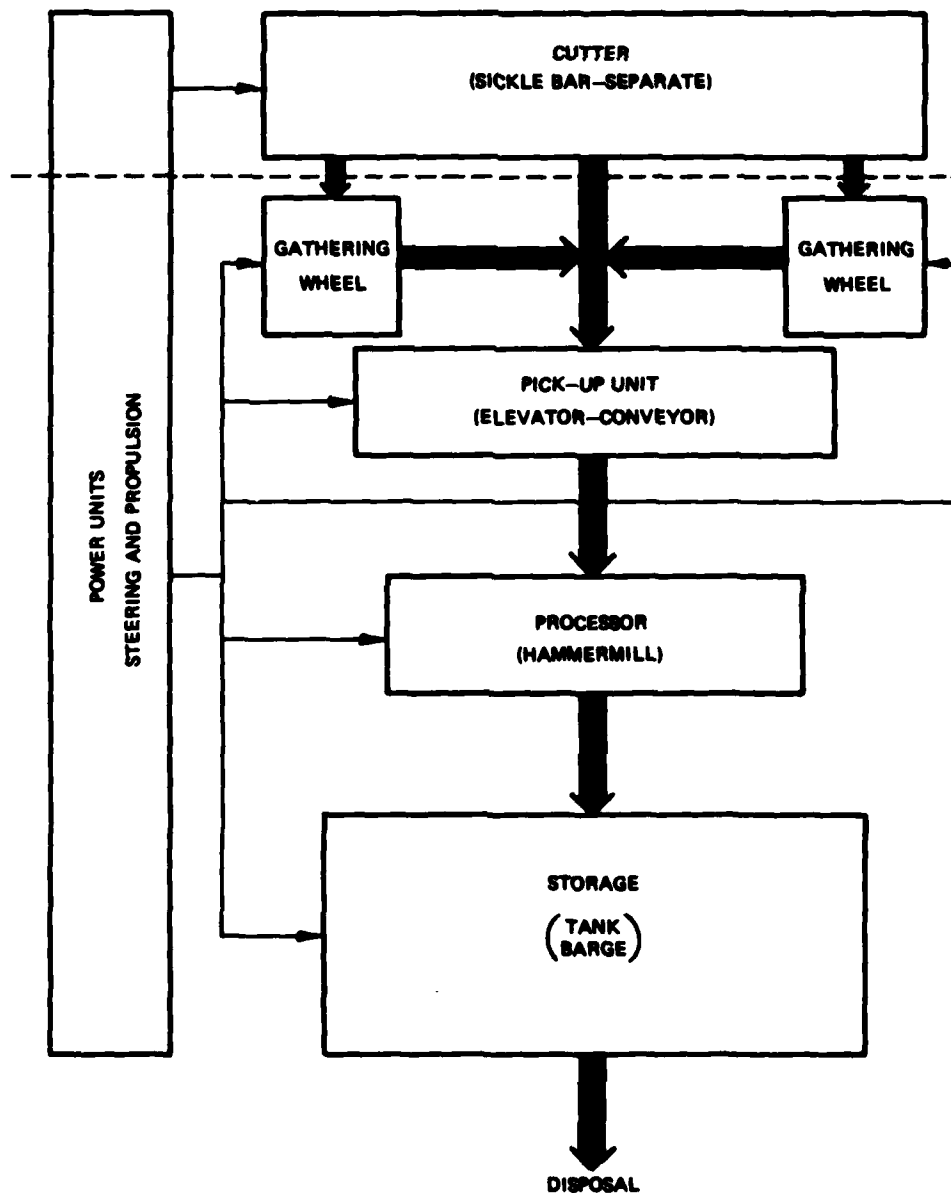 CUTTER
(SICKLE BAR–SEPARATE)
GATHERING
WHEEL
GATHERING
WHEEL
PICK–UP UNIT
(ELEVATOR–CONVEYOR)
POWER UNITS
STEERING AND PROPULSION
PROCESSOR
(HAMMERMILL)
STORAGE
(TANK
BARGE)
DISPOSAL